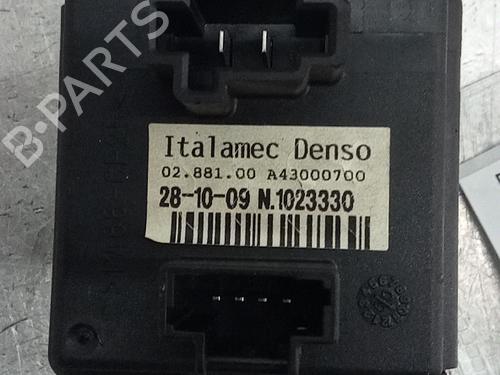 B-PARTS
Italamec Denso
02.881.00 A43000700
28-10-09 N.1023330